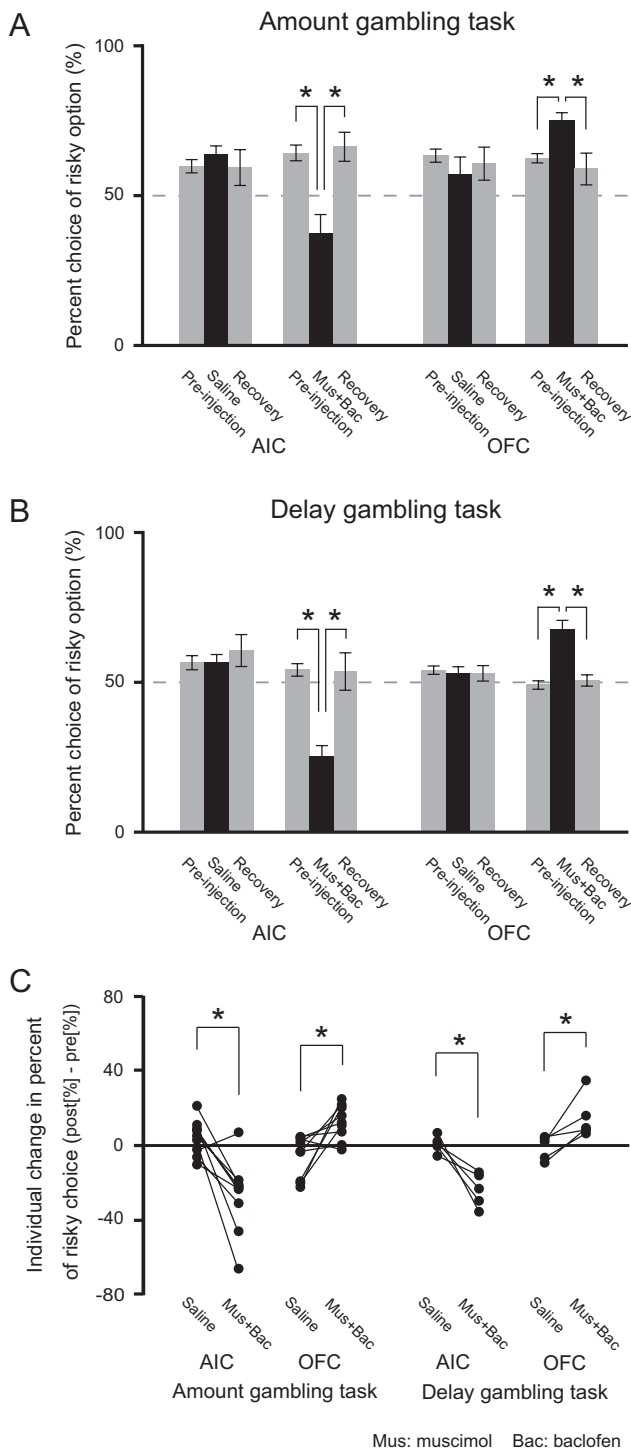 A
Amount gambling task
Percent choice of risky option (%)
100
50
0
* * * *
Pre-injection Saline Recovery Pre-injection Mus+Bac Recovery Pre-injection Saline Recovery Pre-injection Mus+Bac Recovery
AIC OFC
B
Delay gambling task
Percent choice of risky option (%)
100
50
0
* * * *
Pre-injection Saline Recovery Pre-injection Mus+Bac Recovery Pre-injection Saline Recovery Pre-injection Mus+Bac Recovery
AIC OFC
C
Individual change in percent
of risky choice (post[%] - pre[%])
80
40
0
-40
-80
* * * *
Saline Mus+Bac Saline Mus+Bac Saline Mus+Bac Saline Mus+Bac
AIC OFC AIC OFC
Amount gambling task Delay gambling task
Mus: muscimol Bac: baclofen